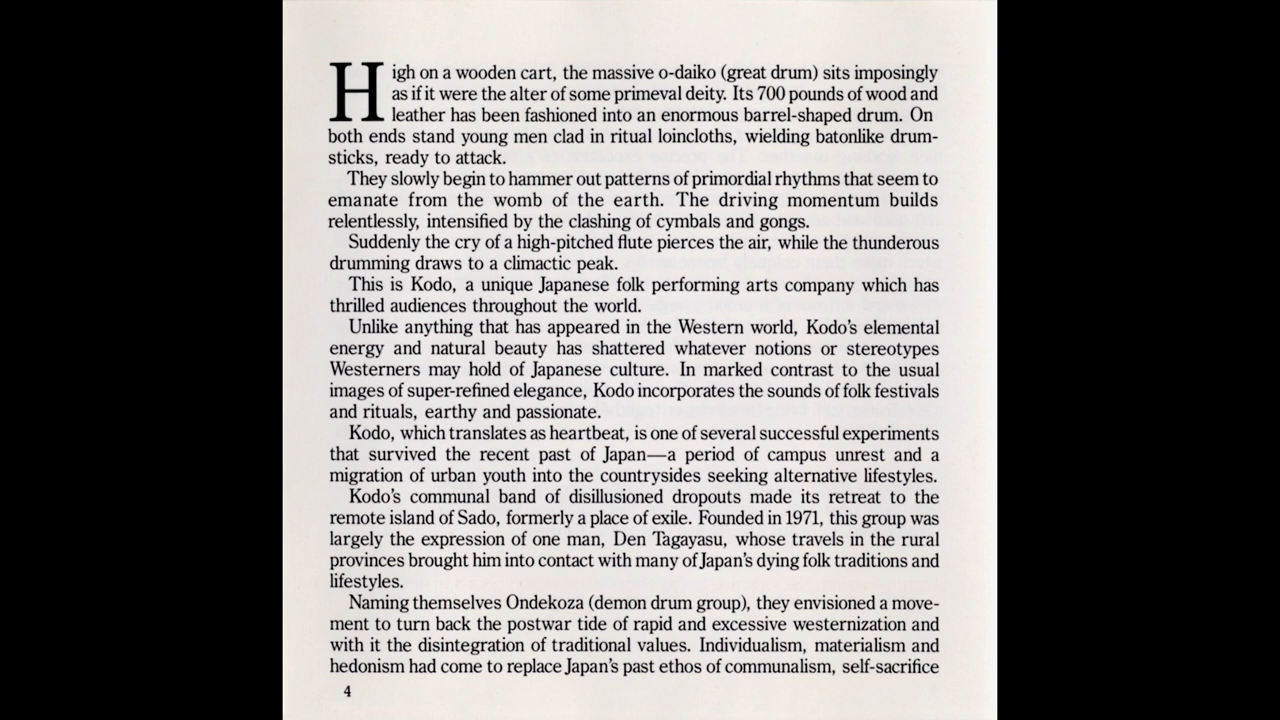 High on a wooden cart, the massive o-daiko (great drum) sits imposingly
as if it were the alter of some primeval deity. Its 700 pounds of wood and
leather has been fashioned into an enormous barrel-shaped drum. On
both ends stand young men clad in ritual loincloths, wielding batonlike drum-
sticks, ready to attack.
They slowly begin to hammer out patterns of primordial rhythms that seem to
emanate from the womb of the earth. The driving momentum builds
relentlessly, intensified by the clashing of cymbals and gongs.
Suddenly the cry of a high-pitched flute pierces the air, while the thunderous
drumming draws to a climactic peak.
This is Kodo, a unique Japanese folk performing arts company which has
thrilled audiences throughout the world.
Unlike anything that has appeared in the Western world, Kodo's elemental
energy and natural beauty has shattered whatever notions or stereotypes
Westerners may hold of Japanese culture. In marked contrast to the usual
images of super-refined elegance, Kodo incorporates the sounds of folk festivals
and rituals, earthy and passionate.
Kodo, which translates as heartbeat, is one of several successful experiments
that survived the recent past of Japan—a period of campus unrest and a
migration of urban youth into the countrysides seeking alternative lifestyles.
Kodo's communal band of disillusioned dropouts made its retreat to the
remote island of Sado, formerly a place of exile. Founded in 1971, this group was
largely the expression of one man, Den Tagayasu, whose travels in the rural
provinces brought him into contact with many of Japan's dying folk traditions and
lifestyles.
Naming themselves Ondekoza (demon drum group), they envisioned a move-
ment to turn back the postwar tide of rapid and excessive westernization and
with it the disintegration of traditional values. Individualism, materialism and
hedonism had come to replace Japan's past ethos of communalism, self-sacrifice
4